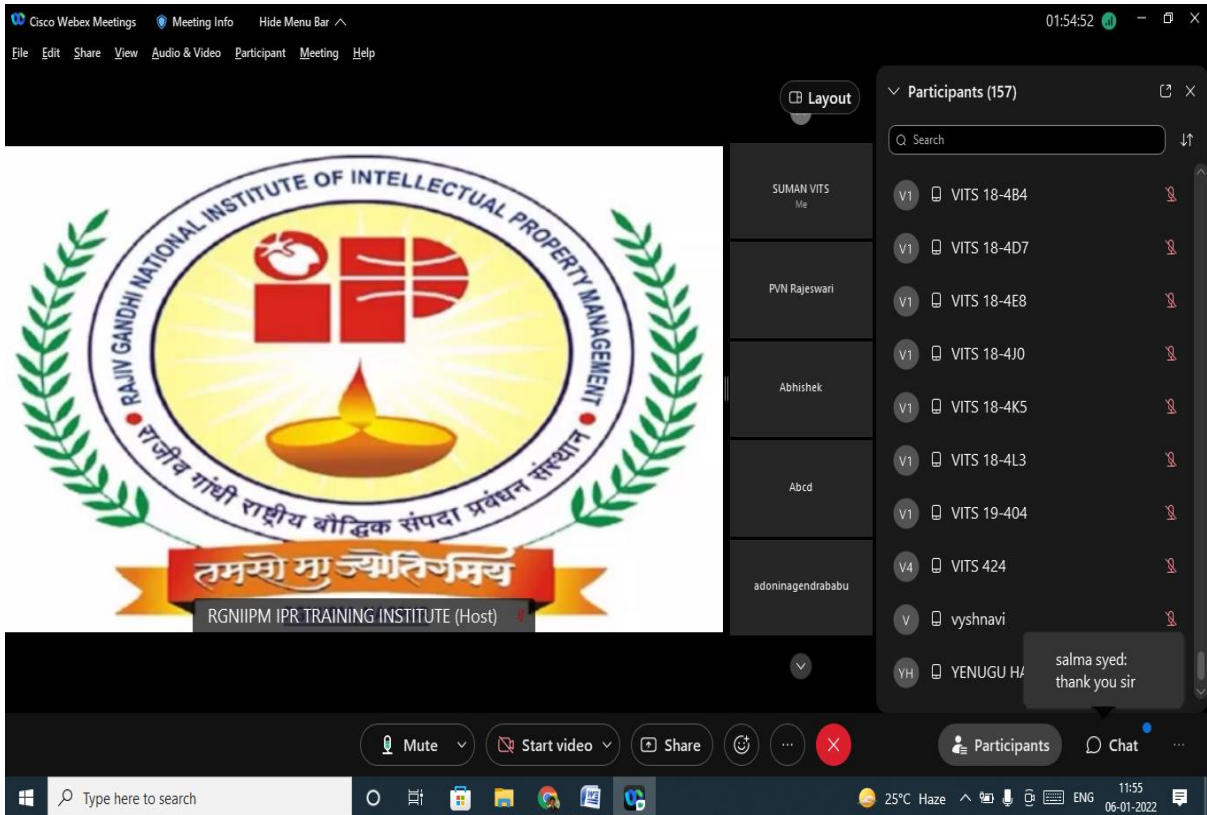 Cisco Webex Meetings Meeting Info Hide Menu Bar 01:54:52
File Edit Share View Audio & Video Participant Meeting Help
Layout
RAJIV GANDHI NATIONAL INSTITUTE OF INTELLECTUAL PROPERTY MANAGEMENT
राजीव गांधी राष्ट्रीय बौद्धिक संपदा प्रबंधन संस्थान
तमसो मा ज्योतिर्गमय
RGNIIPM IPR TRAINING INSTITUTE (Host)
SUMAN VITS
Me
PVN Rajeswari
Abhishek
Abcd
adoninagendrababu
Participants (157)
Search
V1 VITS 18-4B4
V1 VITS 18-4D7
V1 VITS 18-4E8
V1 VITS 18-4J0
V1 VITS 18-4K5
V1 VITS 18-4L3
V1 VITS 19-404
V4 VITS 424
V vyshnavi
YH YENUGU
salma syed:
thank you sir
Mute Start video Share Participants Chat
Type here to search 25°C Haze ENG 11:55
06-01-2022